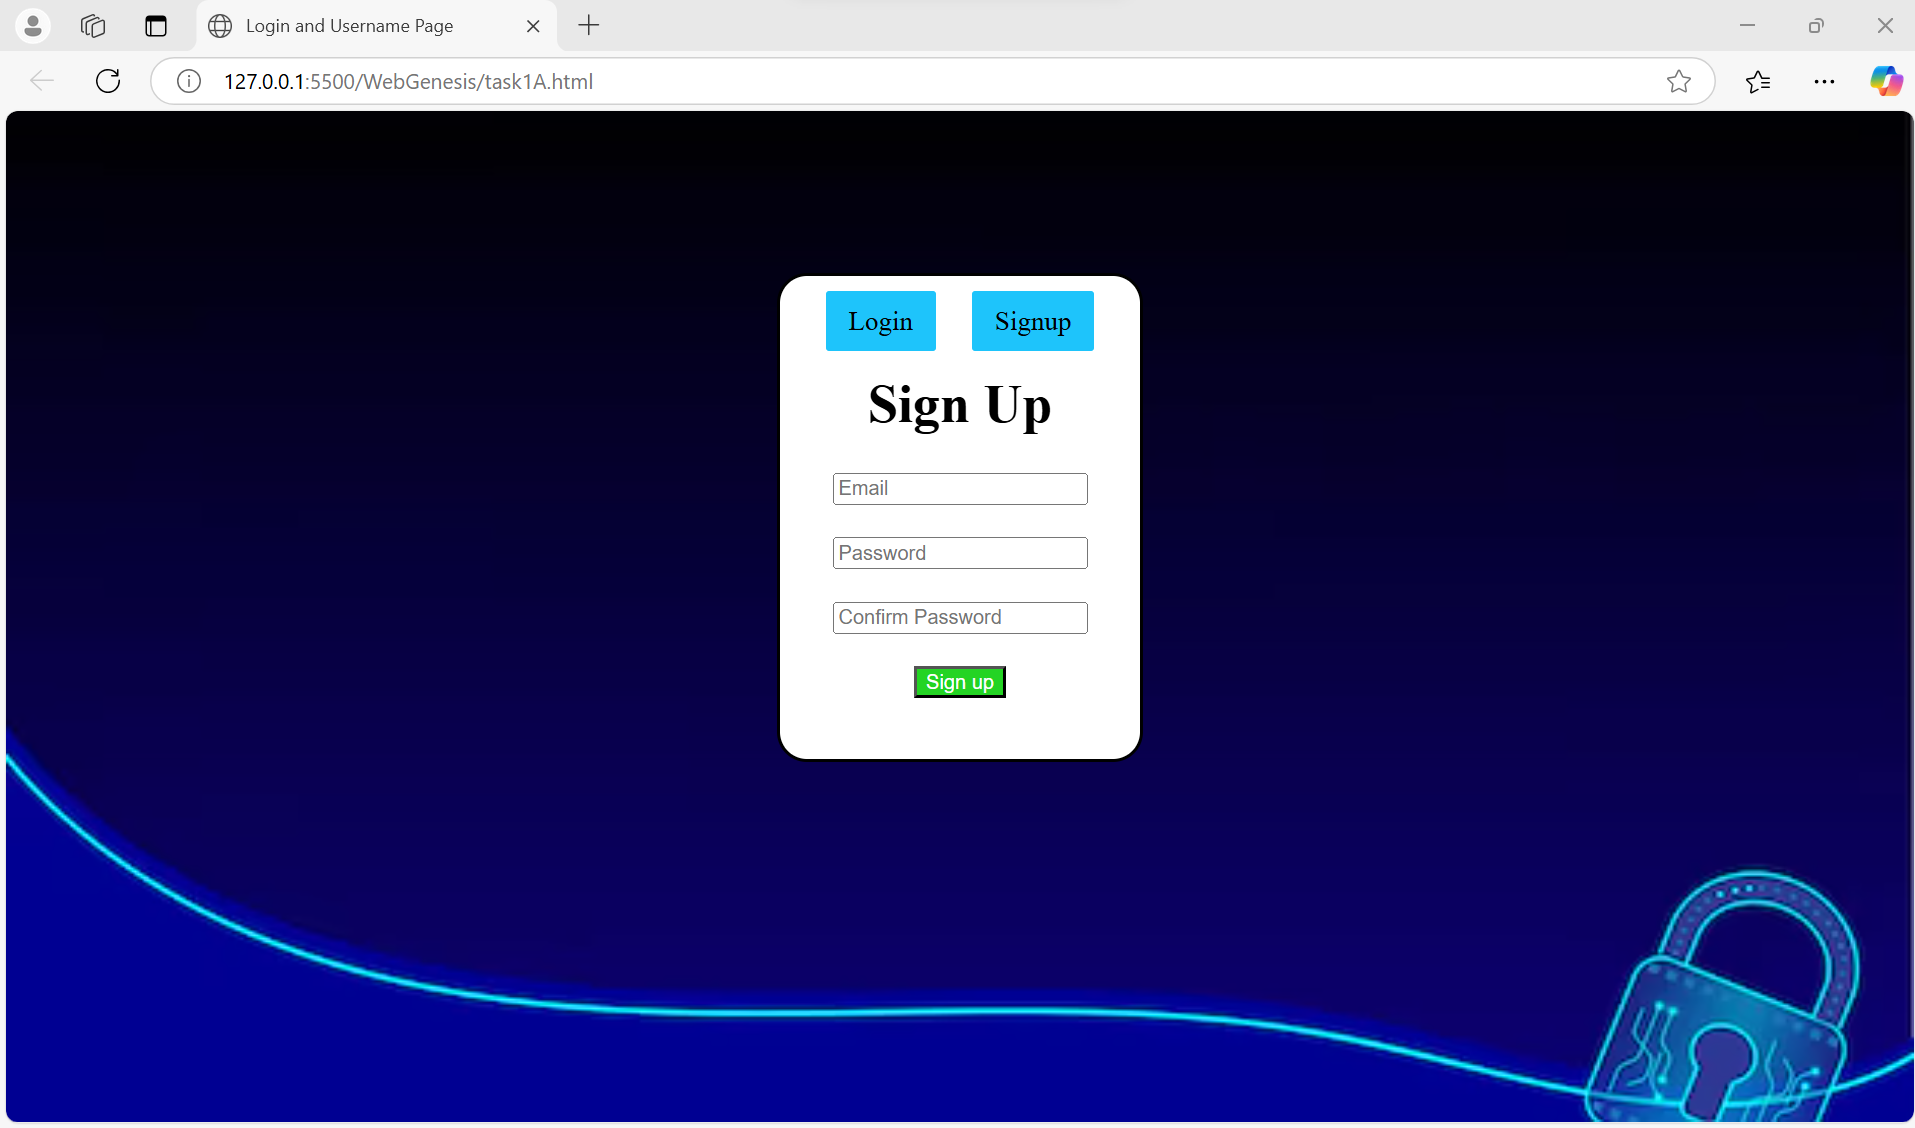 Login and Username Page
127.0.0.1:5500/WebGenesis/task1A.html
Login Signup
Sign Up
Email
Password
Confirm Password
Sign up